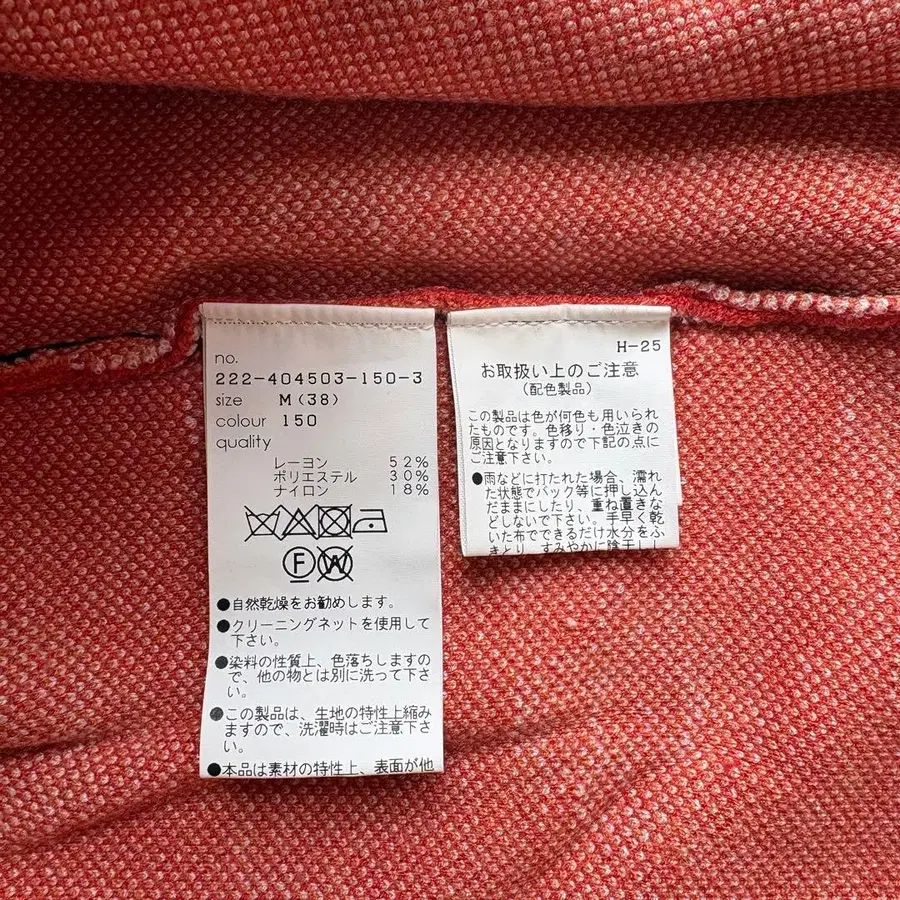 no.
222-404503-150-3
size M(38)
colour 150
quality
レーヨン 52%
ポリエステル 30%
ナイロン 18%
F W
●自然乾燥をお勧めします。
●クリーニングネットを使用して
下さい。
●染料の性質上、色落ちしますの
で、他の物とは別に洗って下さ
い。
●この製品は、生地の特性上縮み
ますので、洗濯時はご注意下さ
い。
●本品は素材の特性上、表面が他
H-25
お取扱い上のご注意
(配色製品)
この製品は色が何色も用いられ
たものです。色移り・色泣きの
原因となりますので下記の点に
ご注意下さい。
●雨などに打たれた場合、濡れ
た状態でバック等に押し込ん
だままにしたり、重ね置きな
どしないで下さい。手早く乾
いた布でできるだけ水分をふ
きとり、すみやかに陰干しし